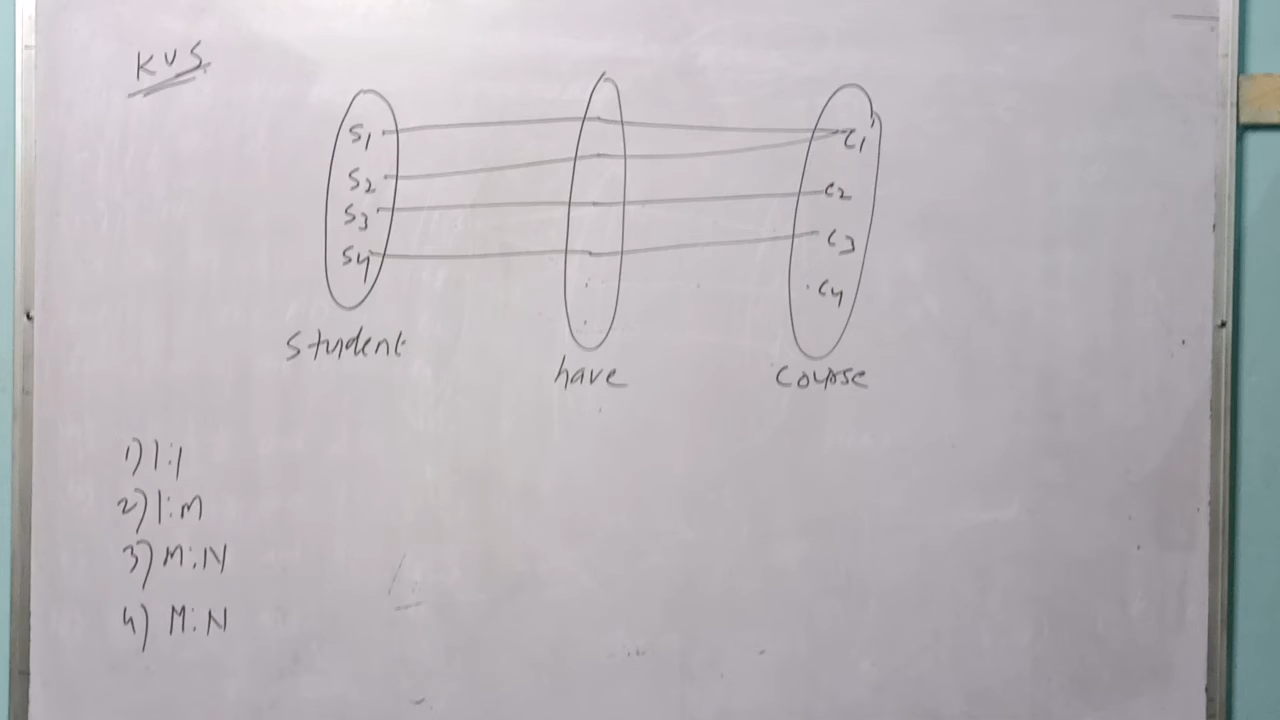 KVS
S1 C1
S2 C2
S3 C3
S4 C4
Student have Course
1) 1:1
2) 1:M
3) M:N
4) M:N